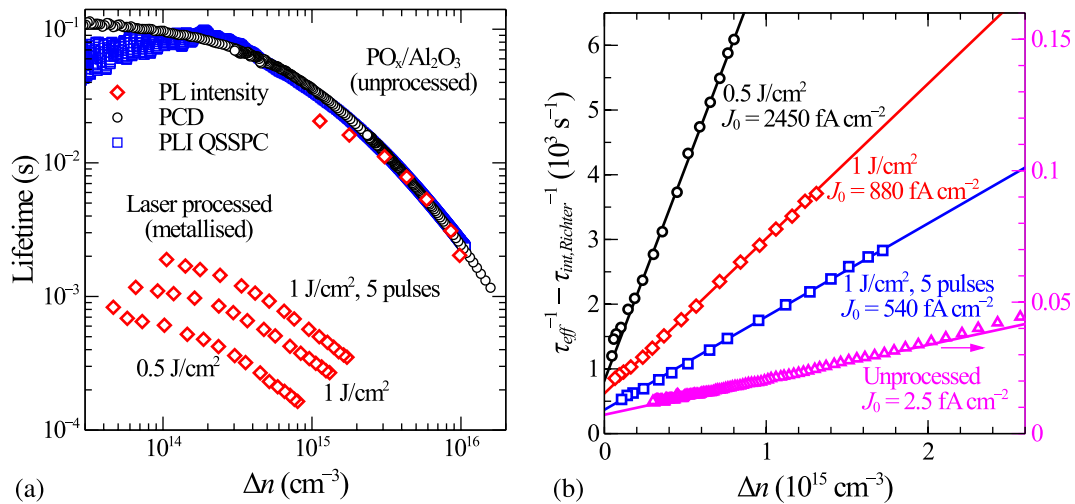 10⁻¹
10⁻²
10⁻³
10⁻⁴
Lifetime (s)
POx/Al2O3
(unprocessed)
PL intensity
PCD
PLI QSSPC
Laser processed
(metallised)
1 J/cm², 5 pulses
0.5 J/cm²
1 J/cm²
10¹⁴
10¹⁵
10¹⁶
Δn (cm⁻³)
(a)
6
5
4
3
2
1
0
τeff⁻¹ − τint,Richter⁻¹ (10³ s⁻¹)
0.5 J/cm²
J0 = 2450 fA cm⁻²
1 J/cm²
J0 = 880 fA cm⁻²
1 J/cm², 5 pulses
J0 = 540 fA cm⁻²
Unprocessed
J0 = 2.5 fA cm⁻²
0.15
0.1
0.05
0
0
1
2
Δn (10¹⁵ cm⁻³)
(b)